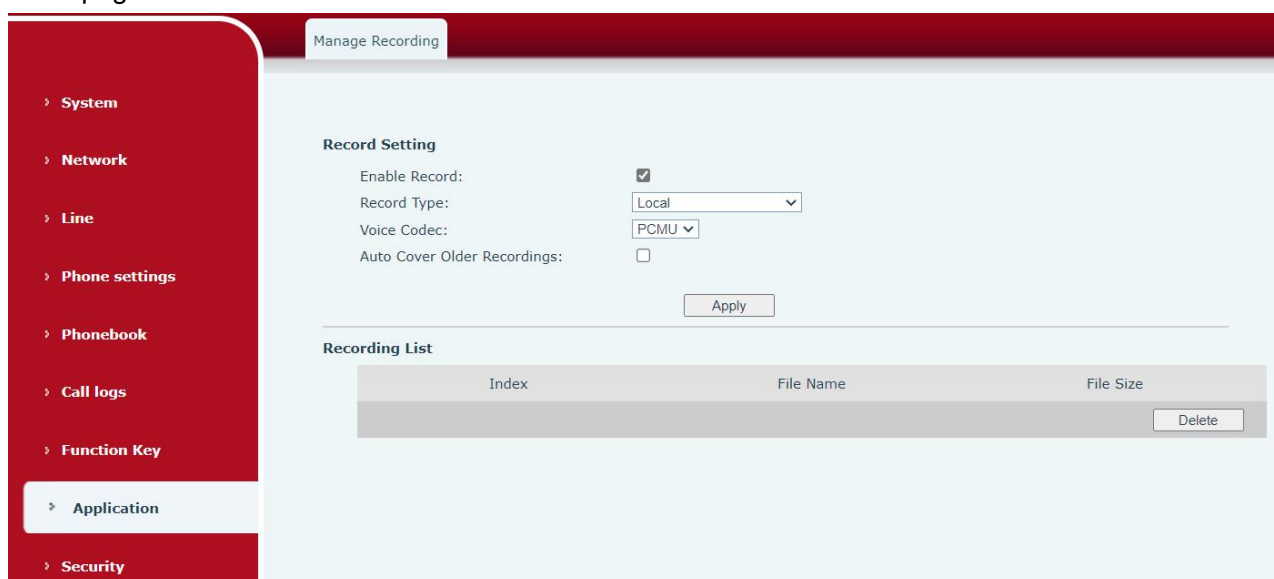 Manage Recording
System
Network
Line
Phone settings
Phonebook
Call logs
Function Key
Application
Security
Record Setting
Enable Record:
Record Type: Local
Voice Codec: PCMU
Auto Cover Older Recordings:
Apply
Recording List
Index File Name File Size
Delete